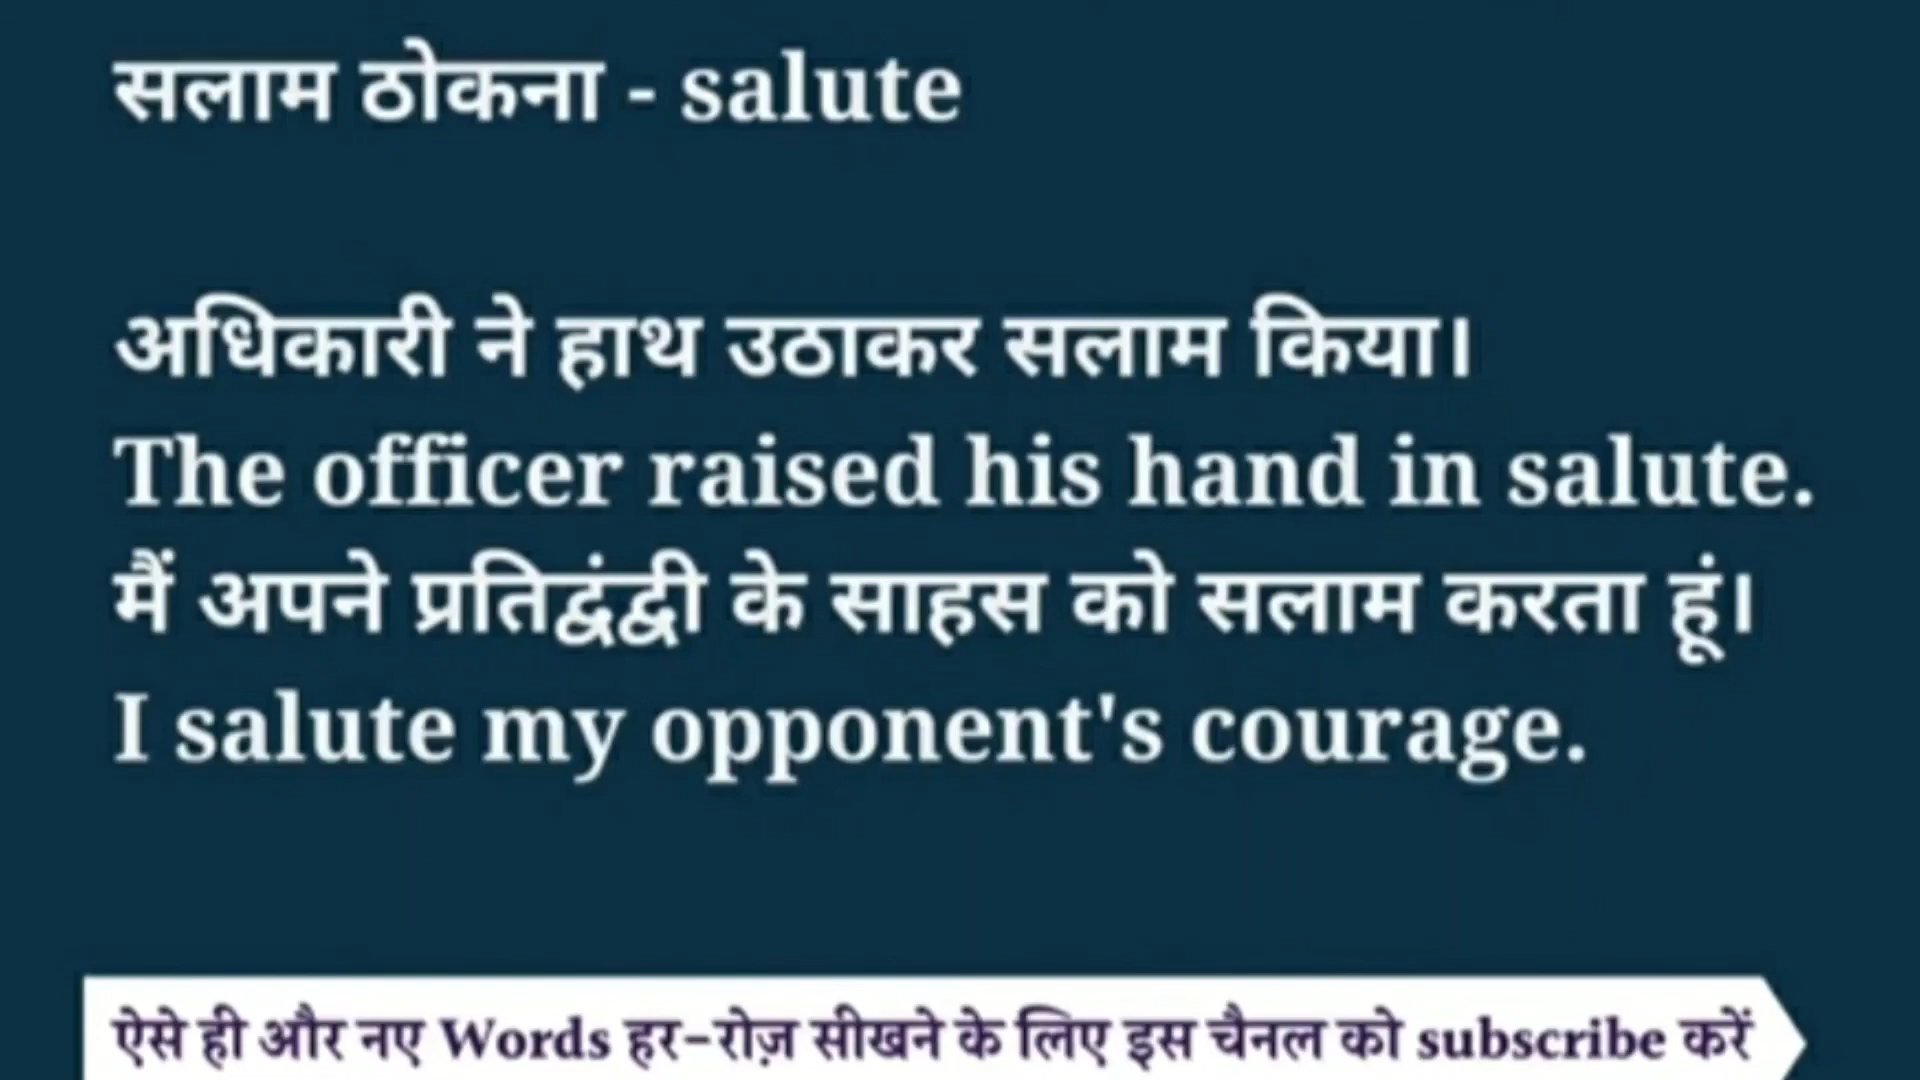 सलाम ठोकना - salute
अधिकारी ने हाथ उठाकर सलाम किया।
The officer raised his hand in salute.
मैं अपने प्रतिद्वंद्वी के साहस को सलाम करता हूं।
I salute my opponent's courage.
ऐसे ही और नए Words हर-रोज़ सीखने के लिए इस चैनल को subscribe करें